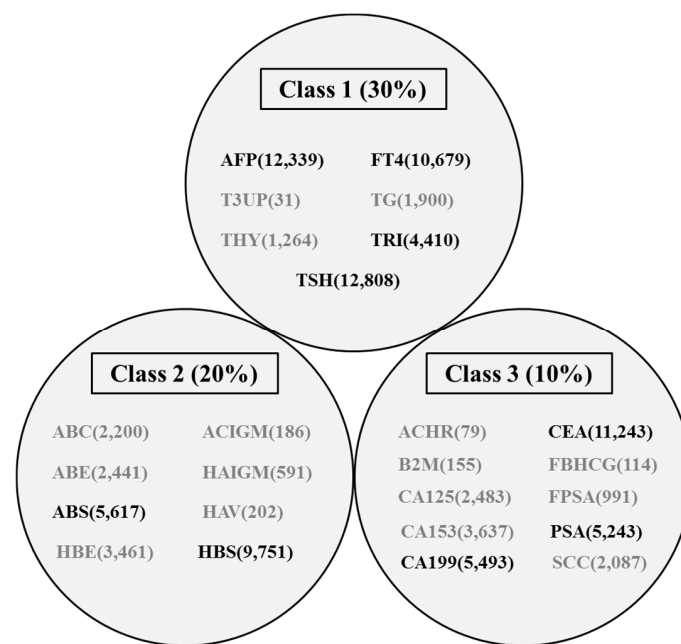 Class 1 (30%)
AFP(12,339) FT4(10,679)
T3UP(31) TG(1,900)
THY(1,264) TRI(4,410)
TSH(12,808)
Class 2 (20%)
ABC(2,200) ACIGM(186)
ABE(2,441) HAIGM(591)
ABS(5,617) HAV(202)
HBE(3,461) HBS(9,751)
Class 3 (10%)
ACHR(79) CEA(11,243)
B2M(155) FBHCG(114)
CA125(2,483) FPSA(991)
CA153(3,637) PSA(5,243)
CA199(5,493) SCC(2,087)